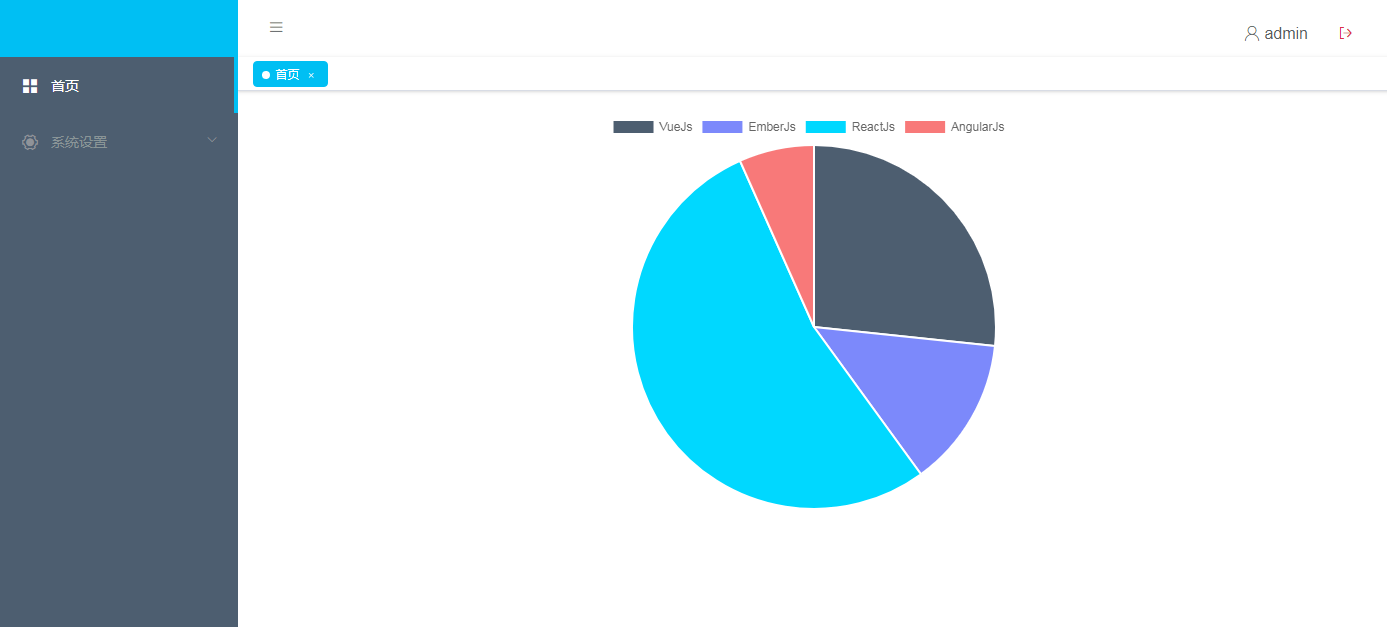 admin
首页
首页 ×
系统设置
VueJs EmberJs ReactJs AngularJs